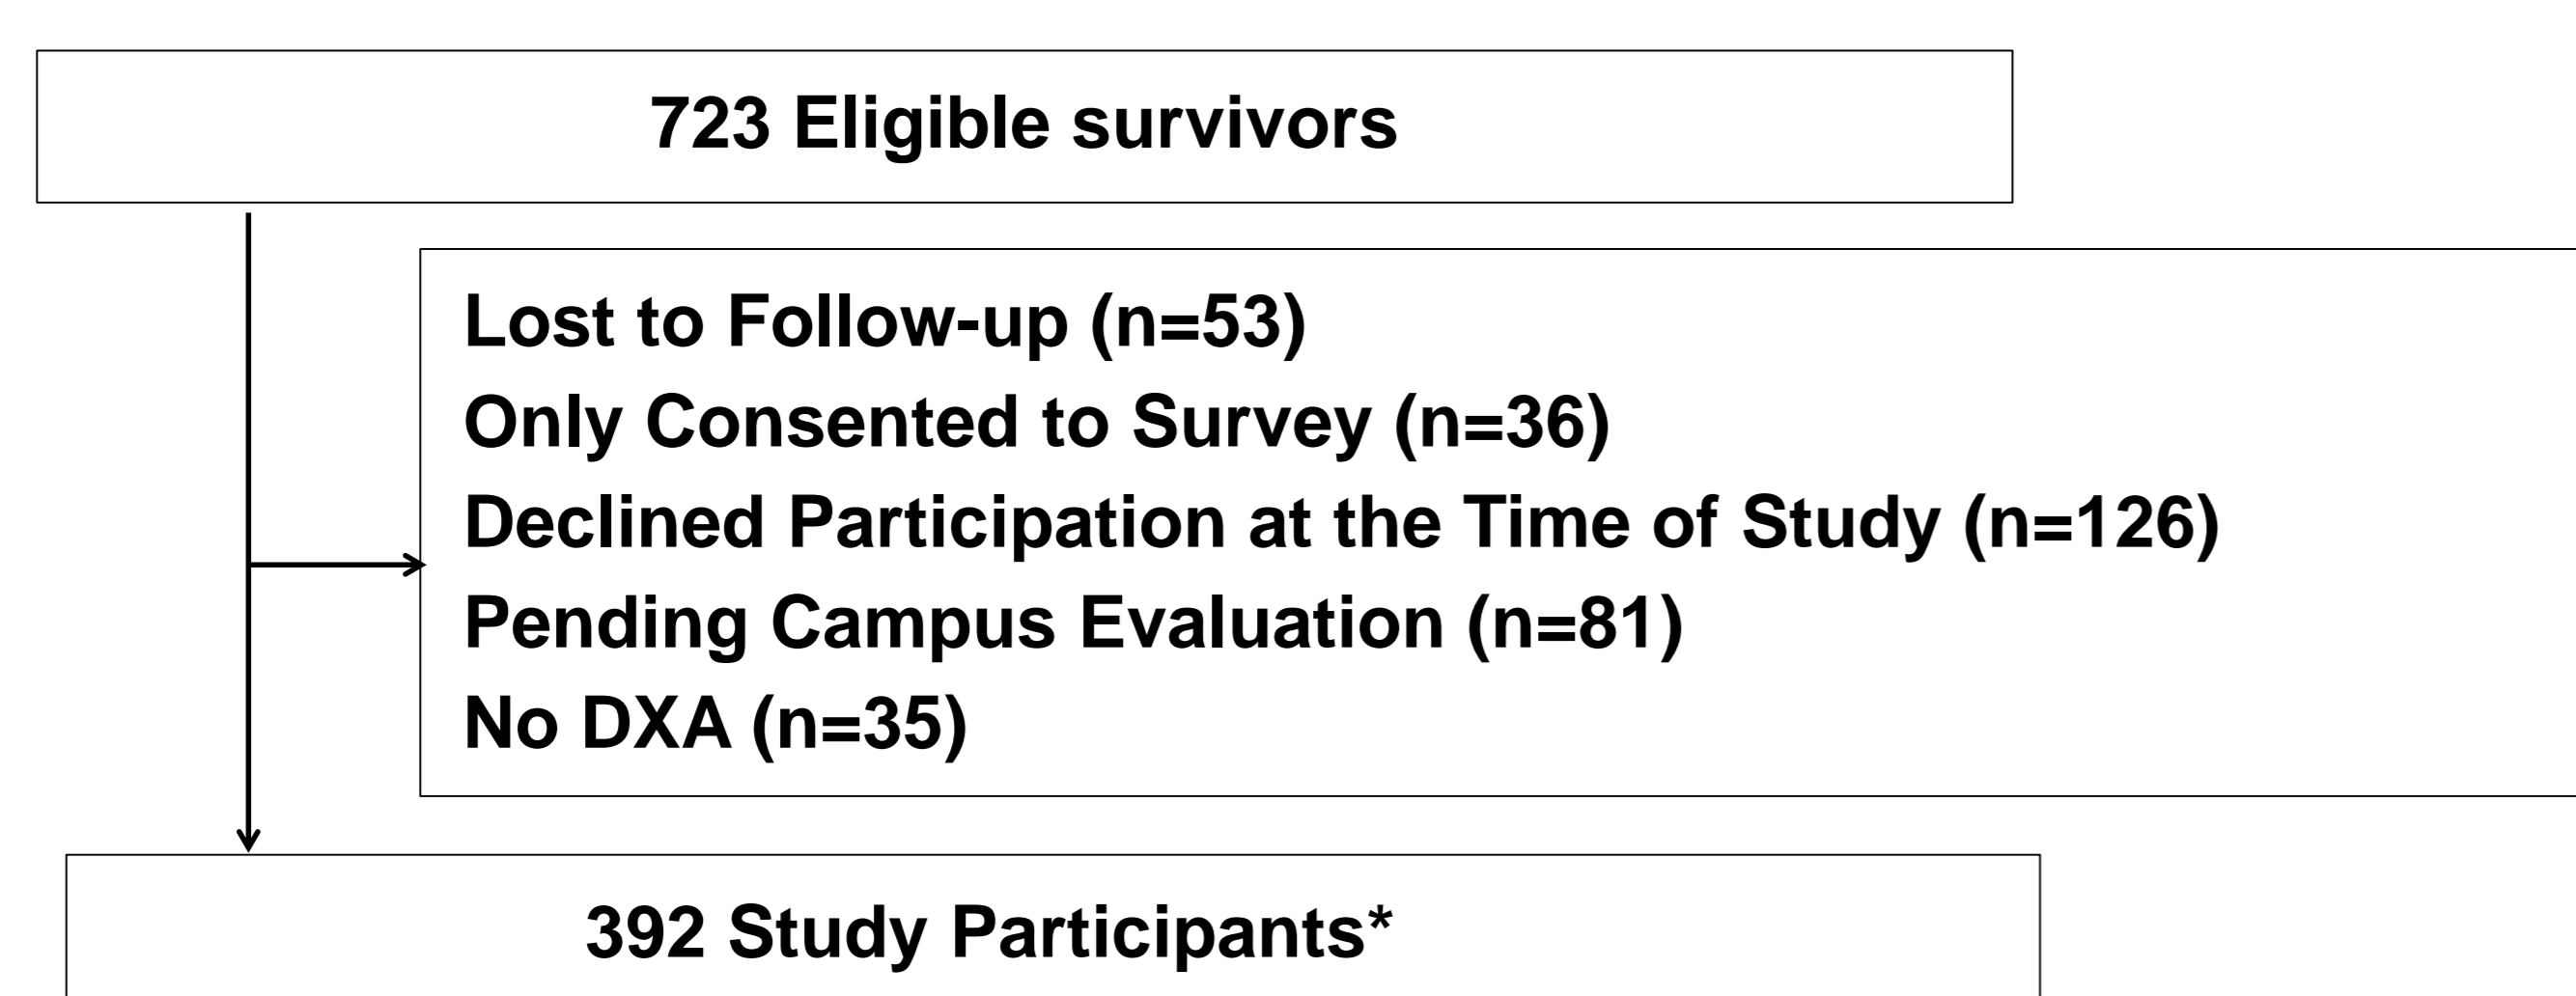 723 Eligible survivors
Lost to Follow-up (n=53)
Only Consented to Survey (n=36)
Declined Participation at the Time of Study (n=126)
Pending Campus Evaluation (n=81)
No DXA (n=35)
392 Study Participants*